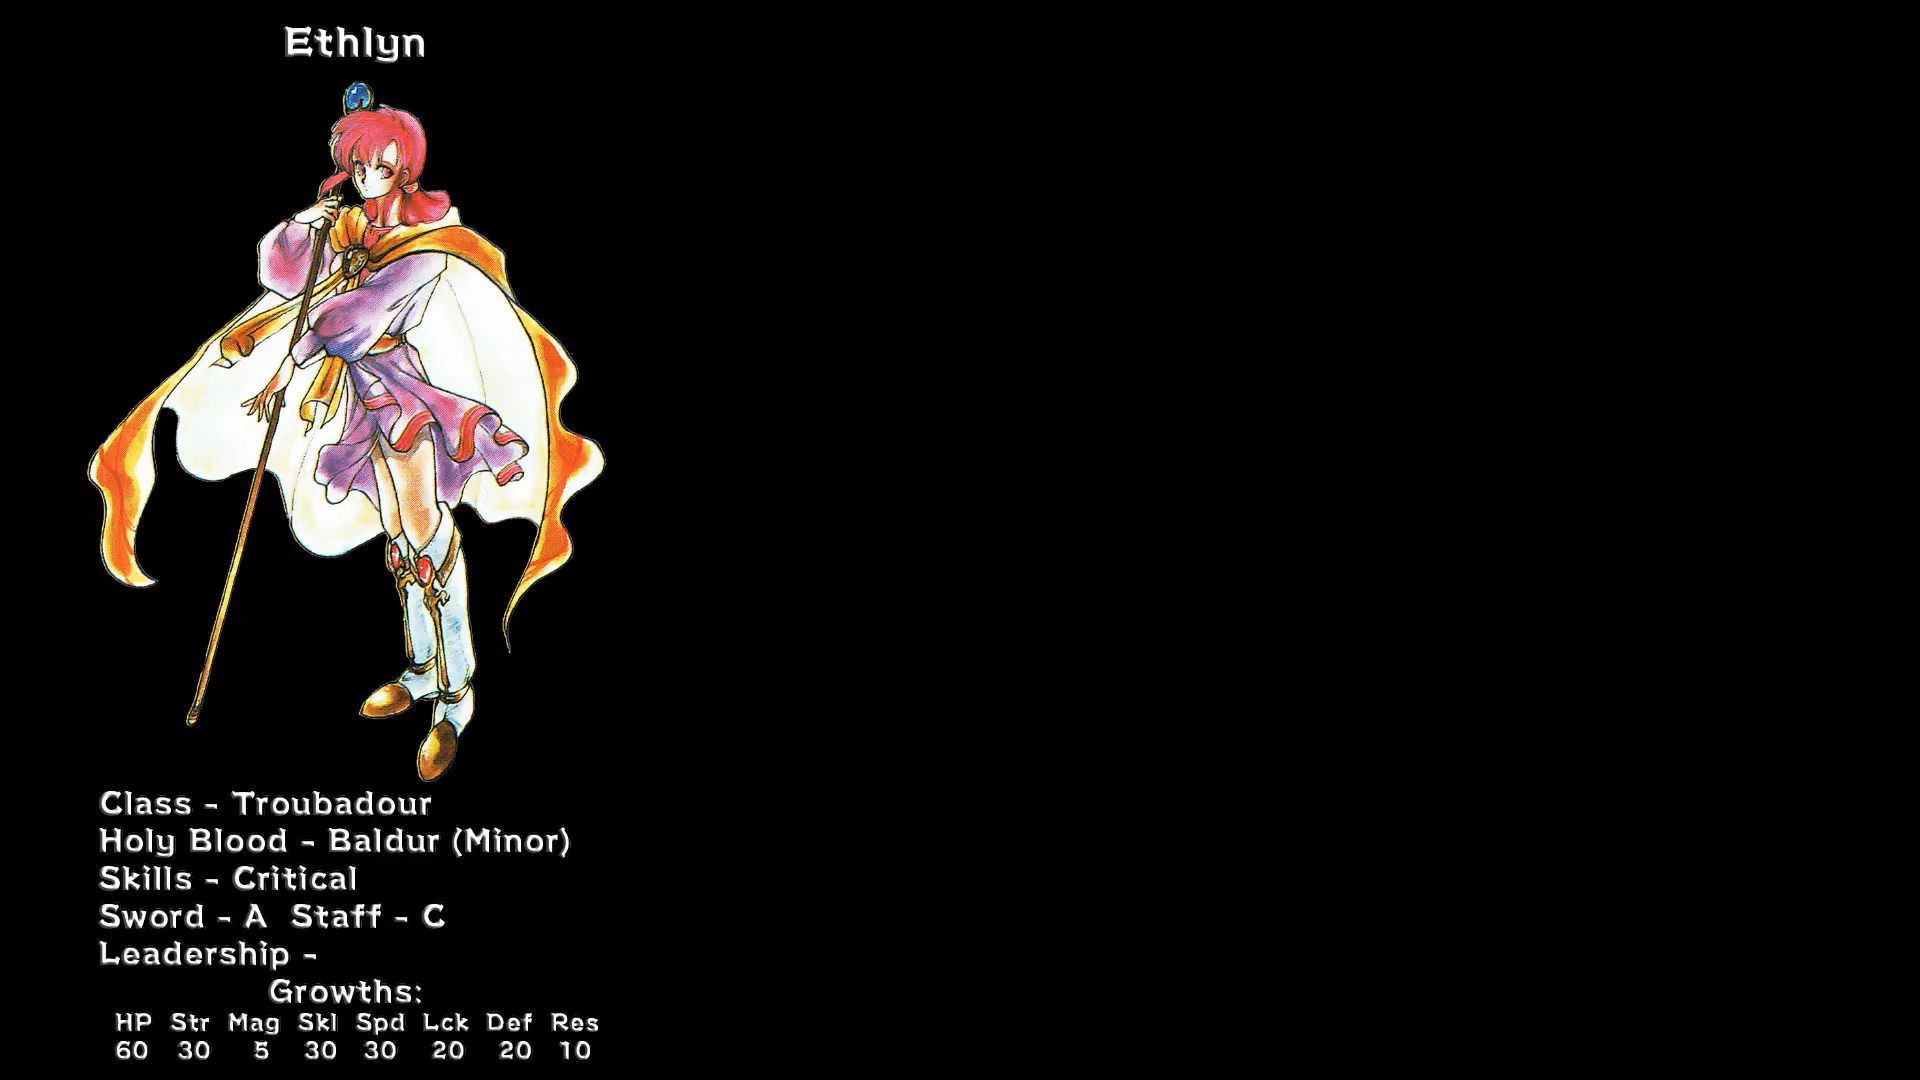 Ethlyn
Class - Troubadour
Holy Blood - Baldur (Minor)
Skills - Critical
Sword - A  Staff - C
Leadership -
Growths:
HP Str Mag Skl Spd Lck Def Res
60 30 5 30 30 20 20 10